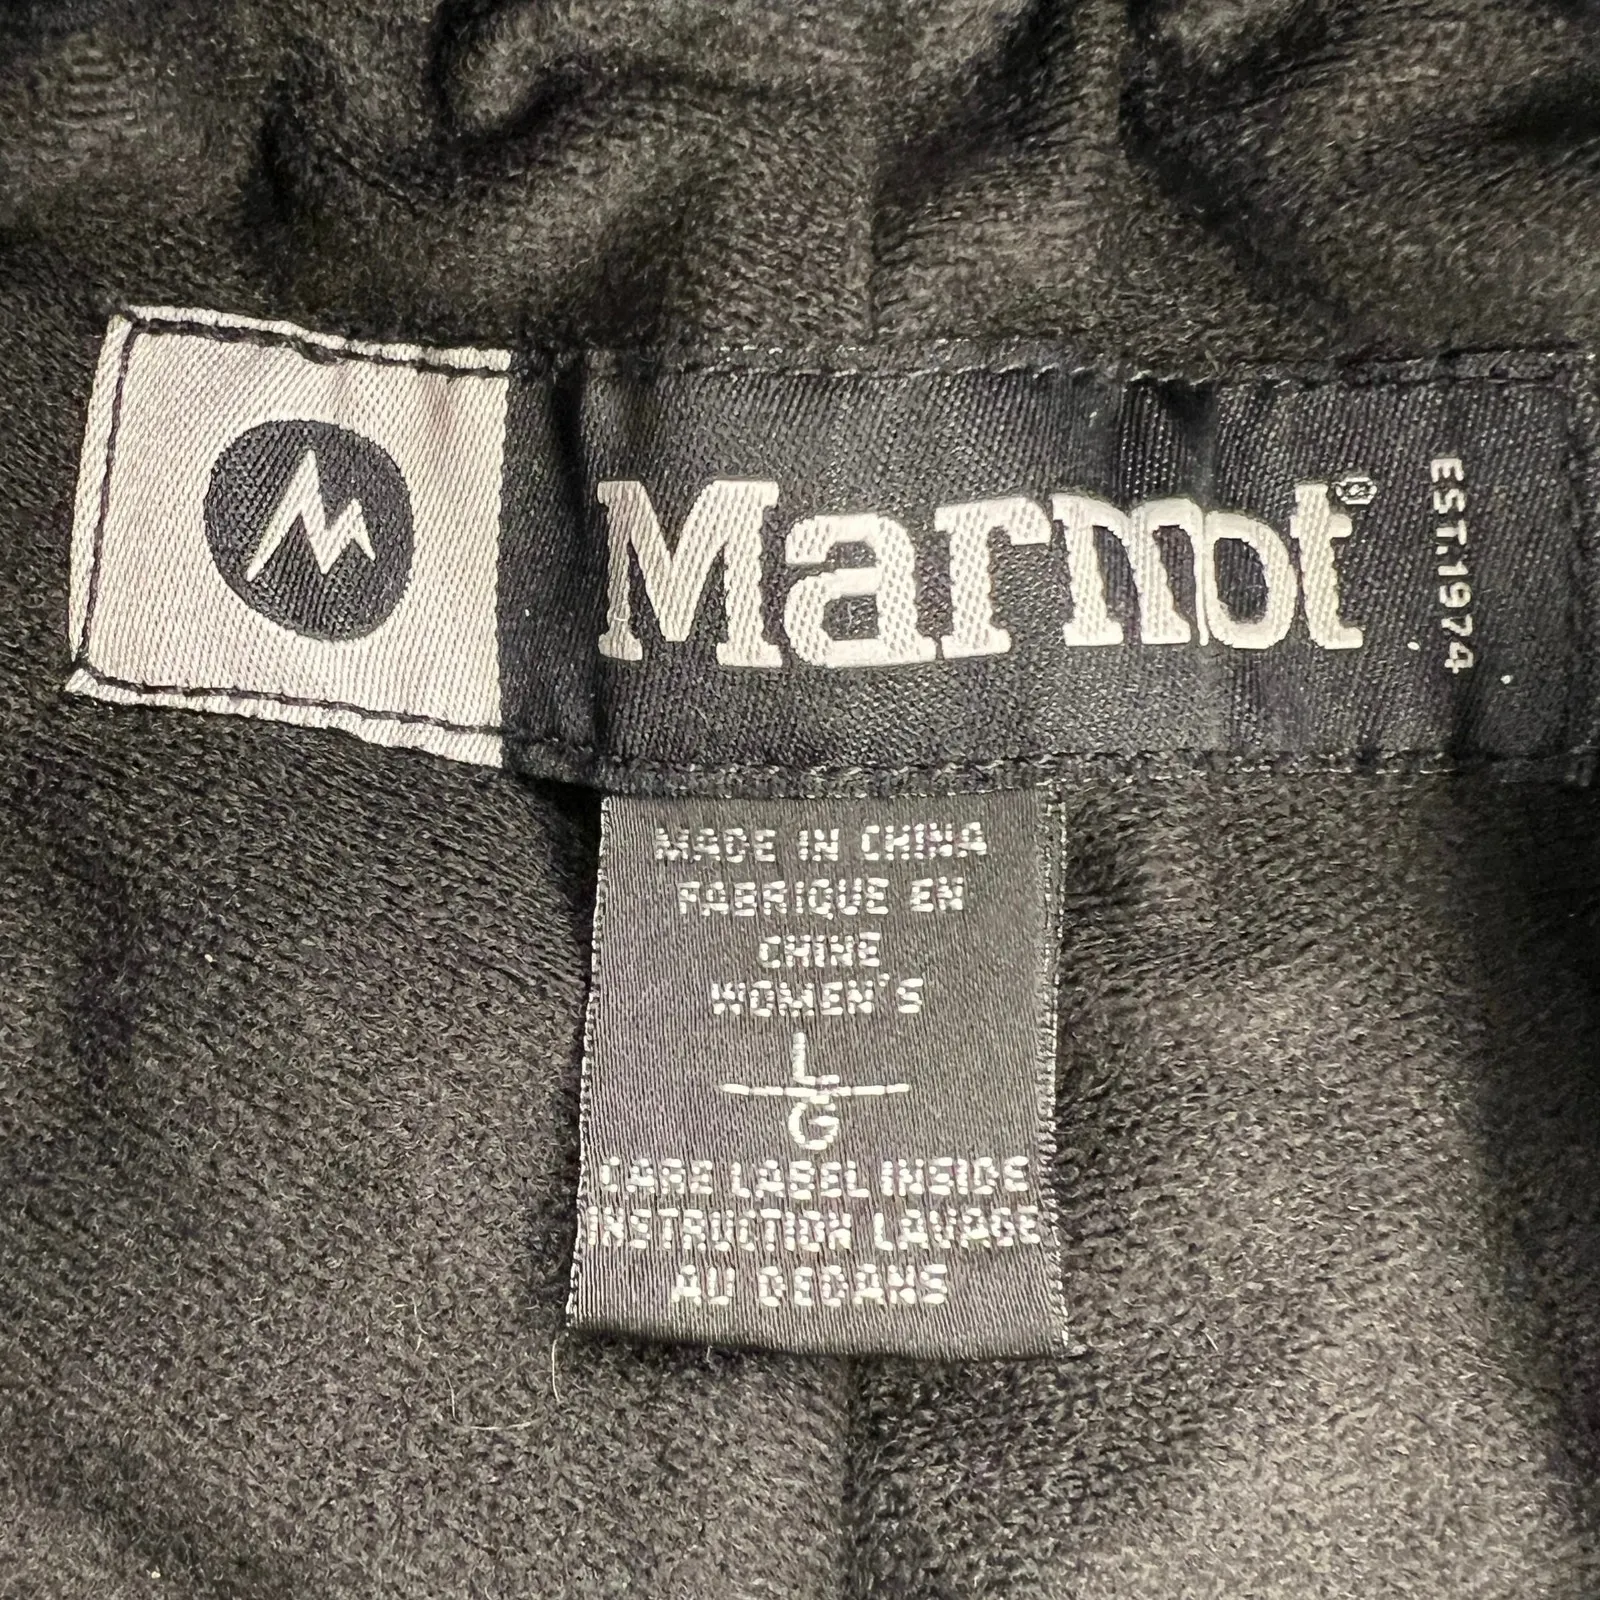 Marmot®
EST.1974
MADE IN CHINA
FABRIQUE EN
CHINE
WOMEN'S
L
G
CARE LABEL INSIDE
INSTRUCTION LAVAGE
AU DEDANS